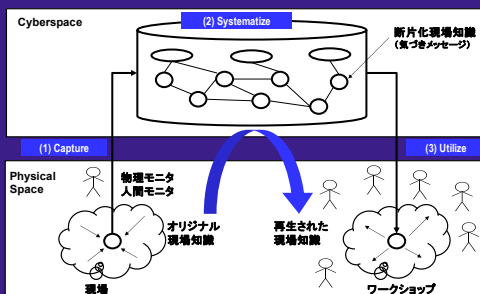 Cyberspace
(2) Systematize
断片化現場知識
(気づきメッセージ)
(1) Capture
(3) Utilize
Physical
Space
物理モニタ
人間モニタ
オリジナル
現場知識
再生された
現場知識
現場
ワークショップ